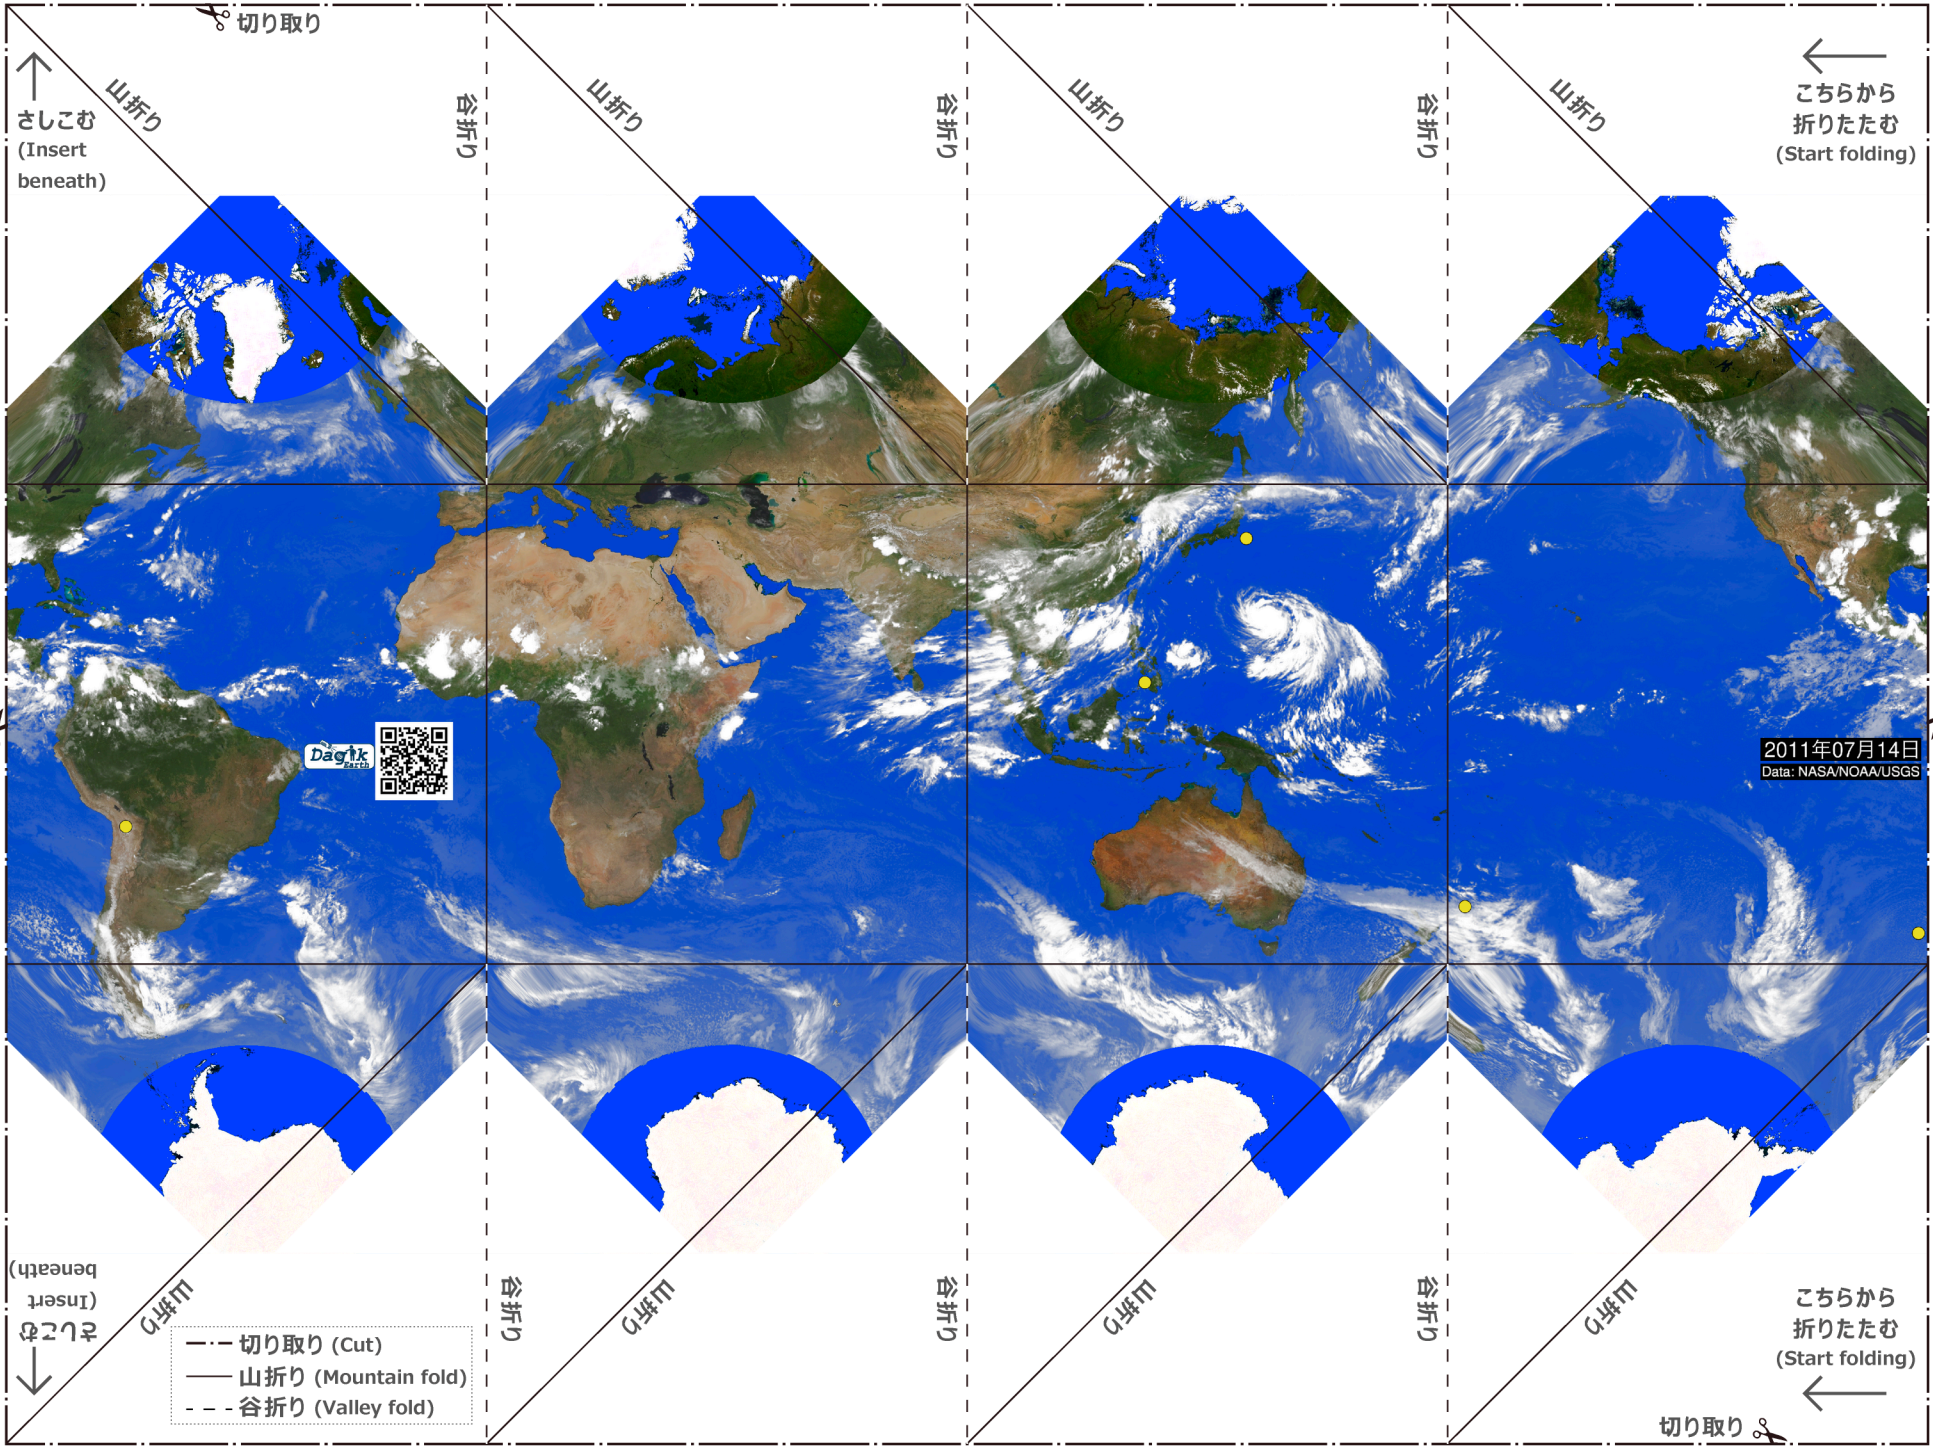 切り取り
さしこむ
(Insert
beneath)
山折り
谷折り
山折り
谷折り
山折り
谷折り
山折り
こちらから
折りたたむ
(Start folding)
Dagik
Earth
2011年07月14日
Data: NASA/NOAA/USGS
さしこむ
(Insert
beneath)
山折り
谷折り
山折り
谷折り
山折り
谷折り
山折り
こちらから
折りたたむ
(Start folding)
切り取り (Cut)
山折り (Mountain fold)
谷折り (Valley fold)
切り取り